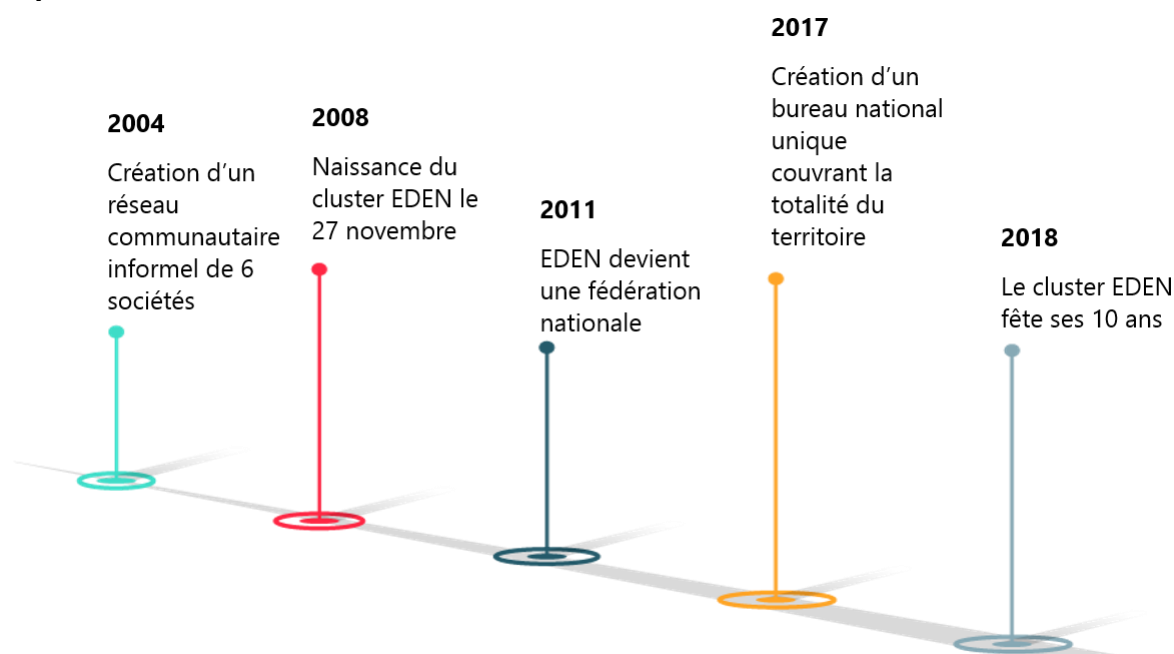 2004
Création d’un
réseau
communautaire
informel de 6
sociétés
2008
Naissance du
cluster EDEN le
27 novembre
2011
EDEN devient
une fédération
nationale
2017
Création d’un
bureau national
unique
couvrant la
totalité du
territoire
2018
Le cluster EDEN
fête ses 10 ans